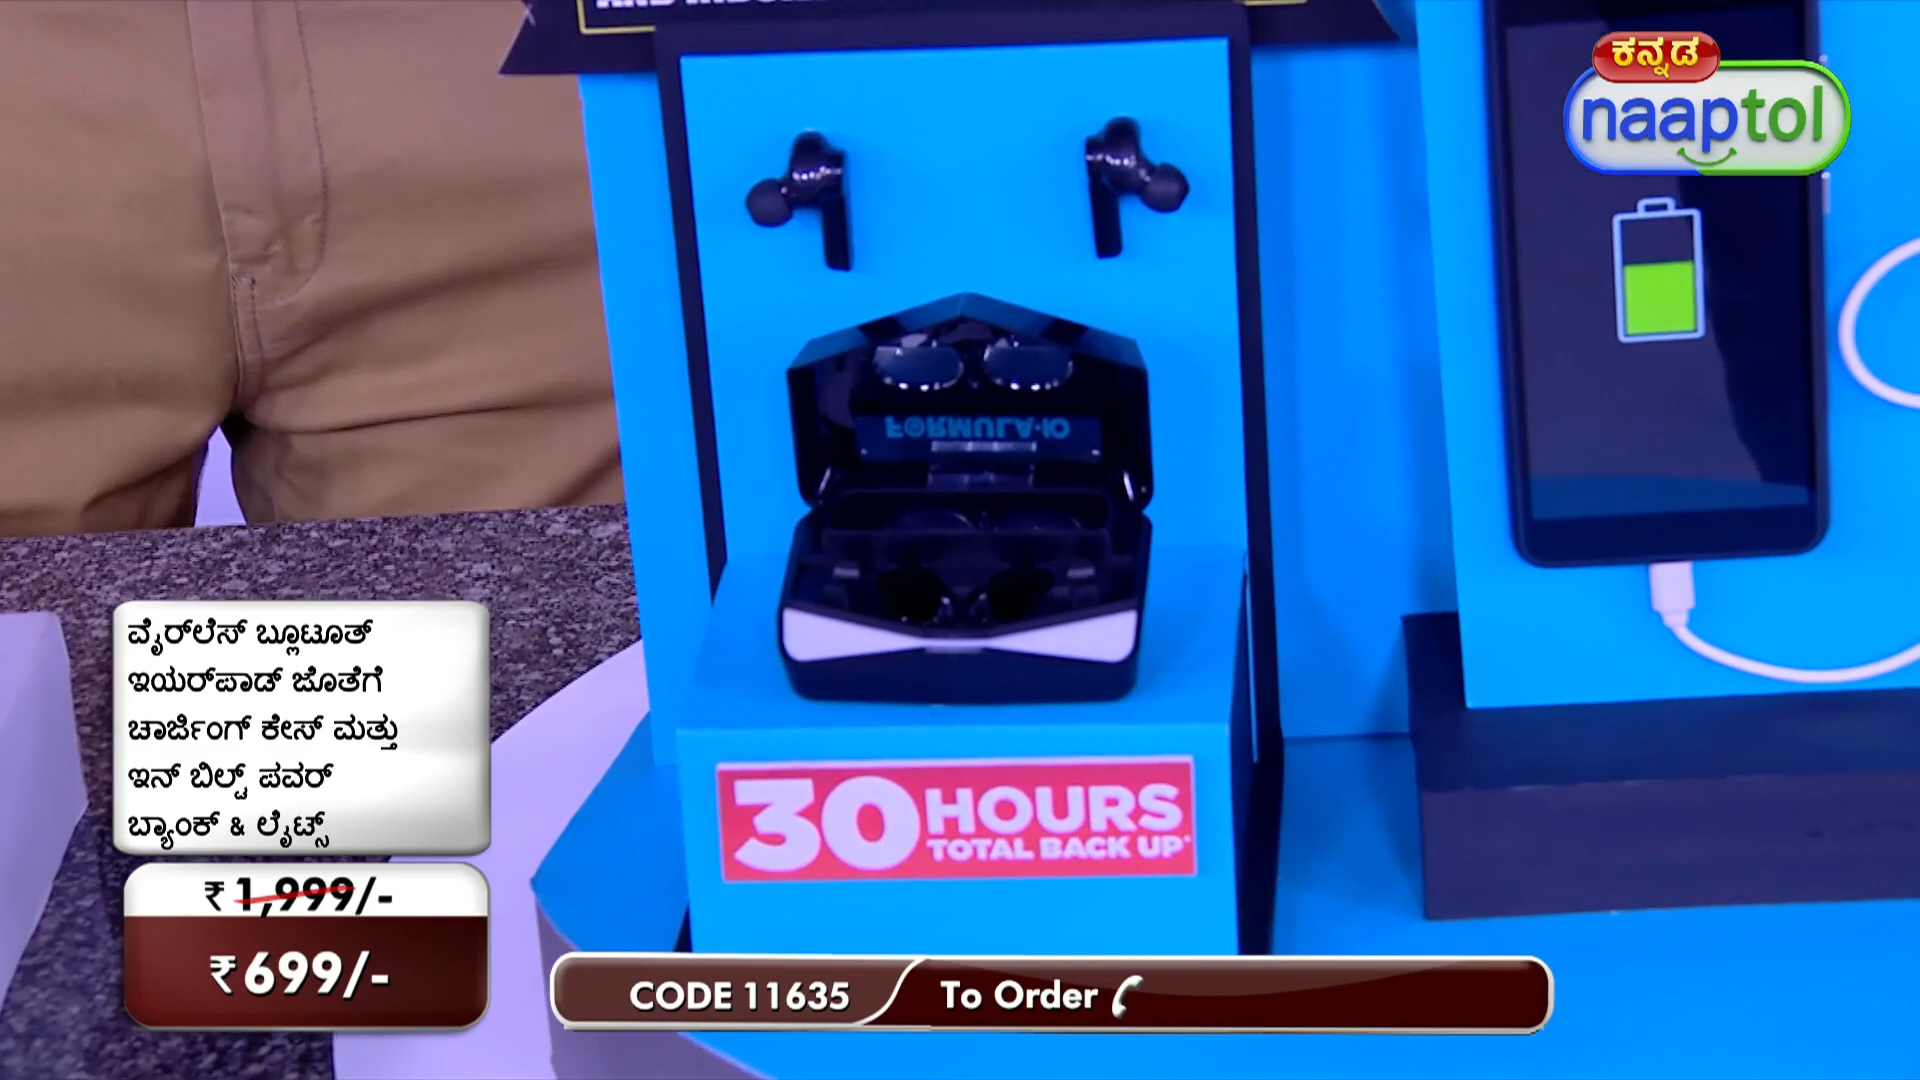 ಕನ್ನಡ
naaptol
FORMULA-10
ವೈರ್‌ಲೆಸ್ ಬ್ಲೂಟೂತ್
ಇಯರ್‌ಪಾಡ್ ಜೊತೆಗೆ
ಚಾರ್ಜಿಂಗ್ ಕೇಸ್ ಮತ್ತು
ಇನ್ ಬಿಲ್ಟ್ ಪವರ್
ಬ್ಯಾಂಕ್ & ಲೈಟ್ಸ್
30 HOURS
TOTAL BACK UP*
₹ 1,999/-
₹ 699/-
CODE 11635 To Order